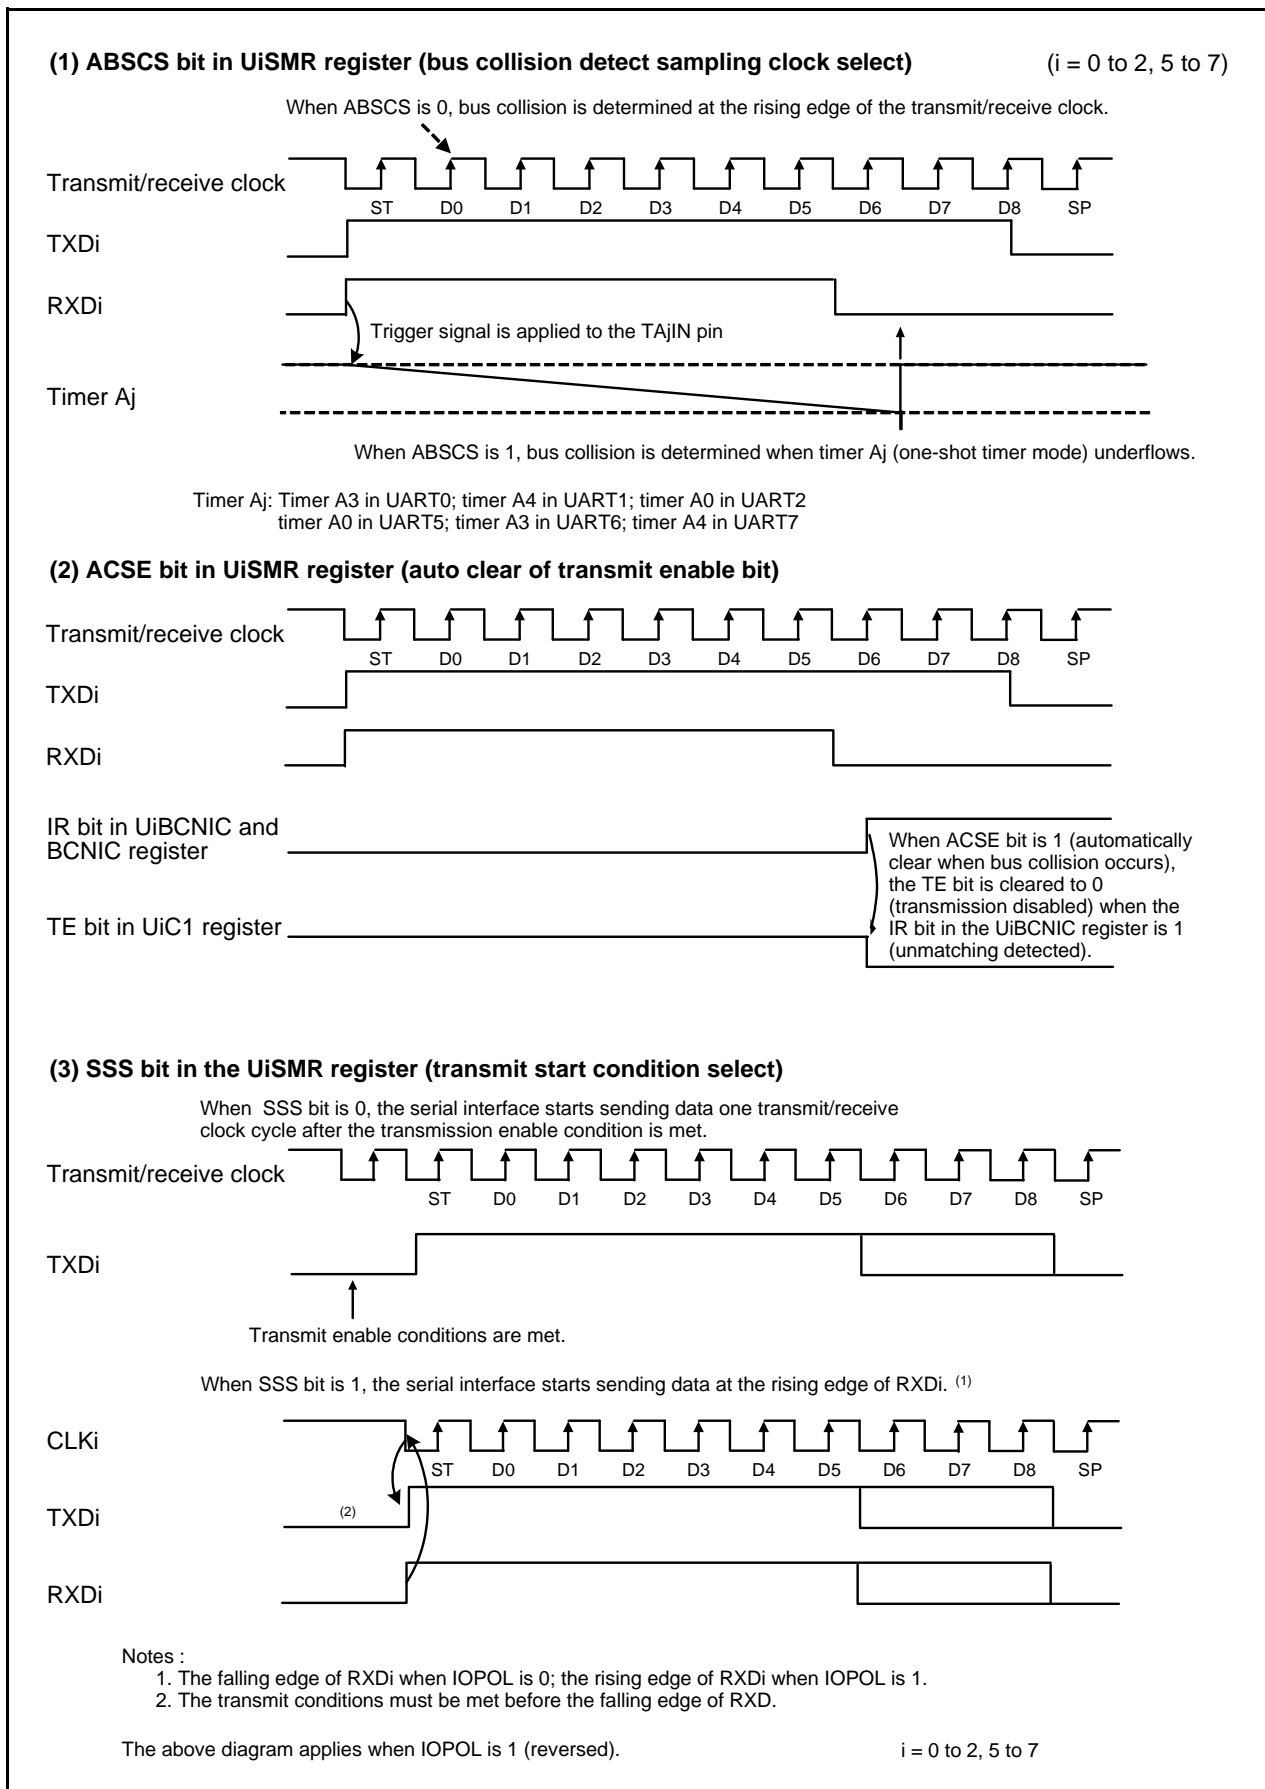 (1) ABSCS bit in UiSMR register (bus collision detect sampling clock select) (i = 0 to 2, 5 to 7)
When ABSCS is 0, bus collision is determined at the rising edge of the transmit/receive clock.
Transmit/receive clock
ST D0 D1 D2 D3 D4 D5 D6 D7 D8 SP
TXDi
RXDi
Trigger signal is applied to the TAjIN pin
Timer Aj
When ABSCS is 1, bus collision is determined when timer Aj (one-shot timer mode) underflows.
Timer Aj: Timer A3 in UART0; timer A4 in UART1; timer A0 in UART2
timer A0 in UART5; timer A3 in UART6; timer A4 in UART7
(2) ACSE bit in UiSMR register (auto clear of transmit enable bit)
Transmit/receive clock
ST D0 D1 D2 D3 D4 D5 D6 D7 D8 SP
TXDi
RXDi
IR bit in UiBCNIC and
BCNIC register
When ACSE bit is 1 (automatically
clear when bus collision occurs),
the TE bit is cleared to 0
(transmission disabled) when the
IR bit in the UiBCNIC register is 1
(unmatching detected).
TE bit in UiC1 register
(3) SSS bit in the UiSMR register (transmit start condition select)
When SSS bit is 0, the serial interface starts sending data one transmit/receive
clock cycle after the transmission enable condition is met.
Transmit/receive clock
ST D0 D1 D2 D3 D4 D5 D6 D7 D8 SP
TXDi
Transmit enable conditions are met.
When SSS bit is 1, the serial interface starts sending data at the rising edge of RXDi. (1)
CLKi
ST D0 D1 D2 D3 D4 D5 D6 D7 D8 SP
TXDi
(2)
RXDi
Notes :
1. The falling edge of RXDi when IOPOL is 0; the rising edge of RXDi when IOPOL is 1.
2. The transmit conditions must be met before the falling edge of RXD.
The above diagram applies when IOPOL is 1 (reversed). i = 0 to 2, 5 to 7